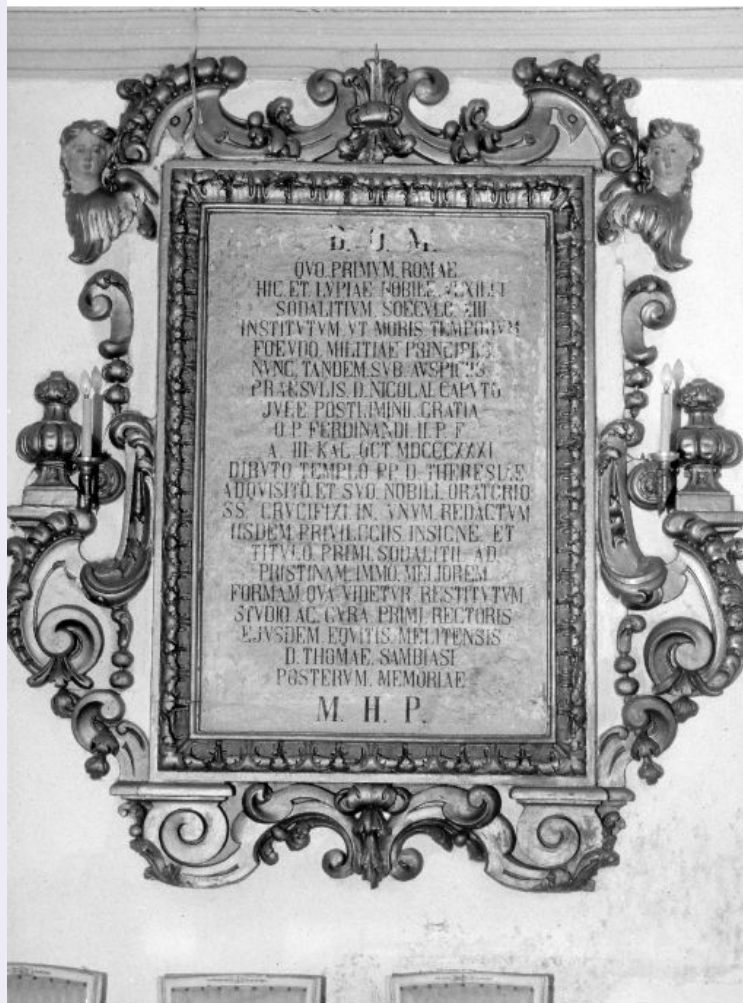 D. O. M.
QVO. PRIMVM. ROMAE
HIC. ET. LVPIAE NOBILE. VEXILLI
SODALITIVM. SOECVLO. XIII
INSTITVTVM. VT. MORIS. TEMPORVM
FOEVDO. MILITIAE PRINCIPES
NVNC. TANDEM. SVB. AVSPICIIS
PRAESVLIS. D. NICOLAI. CAPVTO
JVRE POSTLIMINII. GRATIA
O. P. FERDINANDI. II. P. F.
A. III. KAL. OCT. MDCCCXXXI
DIRVTO TEMPLO PP. D. THERESIAE
ADQVISITO. ET. SVO. NOBILI. ORATORIO
SS. CRVCIFIXI. IN. VNVM. REDACTVM
IISDEM. PRIVILEGIIS INSIGNE. ET
TITVLO. PRIMI. SODALITII. AD
PRISTINAM. IMMO. MELIOREM
FORMAM. QVA VIDETVR. RESTITVTVM
STVDIO. AC. CVRA. PRIMI. RECTORIS
EJVSDEM. EQVITIS. MELITENSIS
D. THOMAE. SAMBIASI
POSTERVM. MEMORIAE
M. H. P.